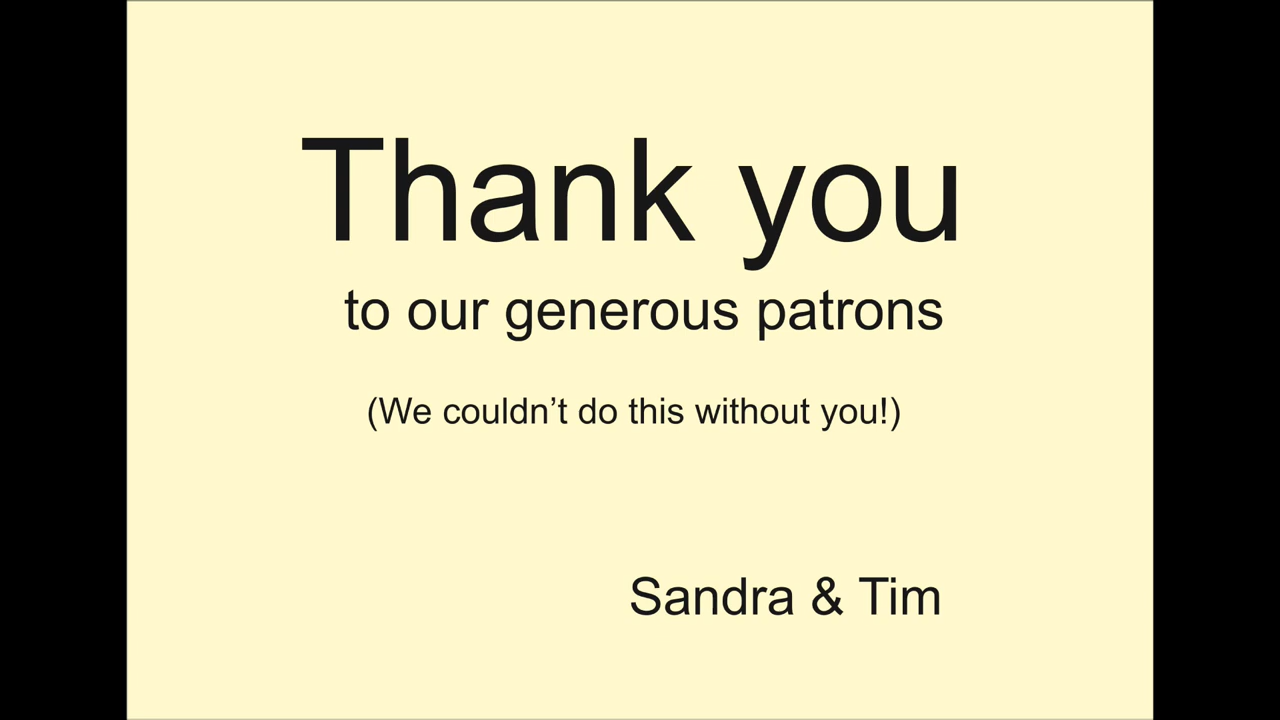 Thank you
to our generous patrons
(We couldn’t do this without you!)
Sandra & Tim